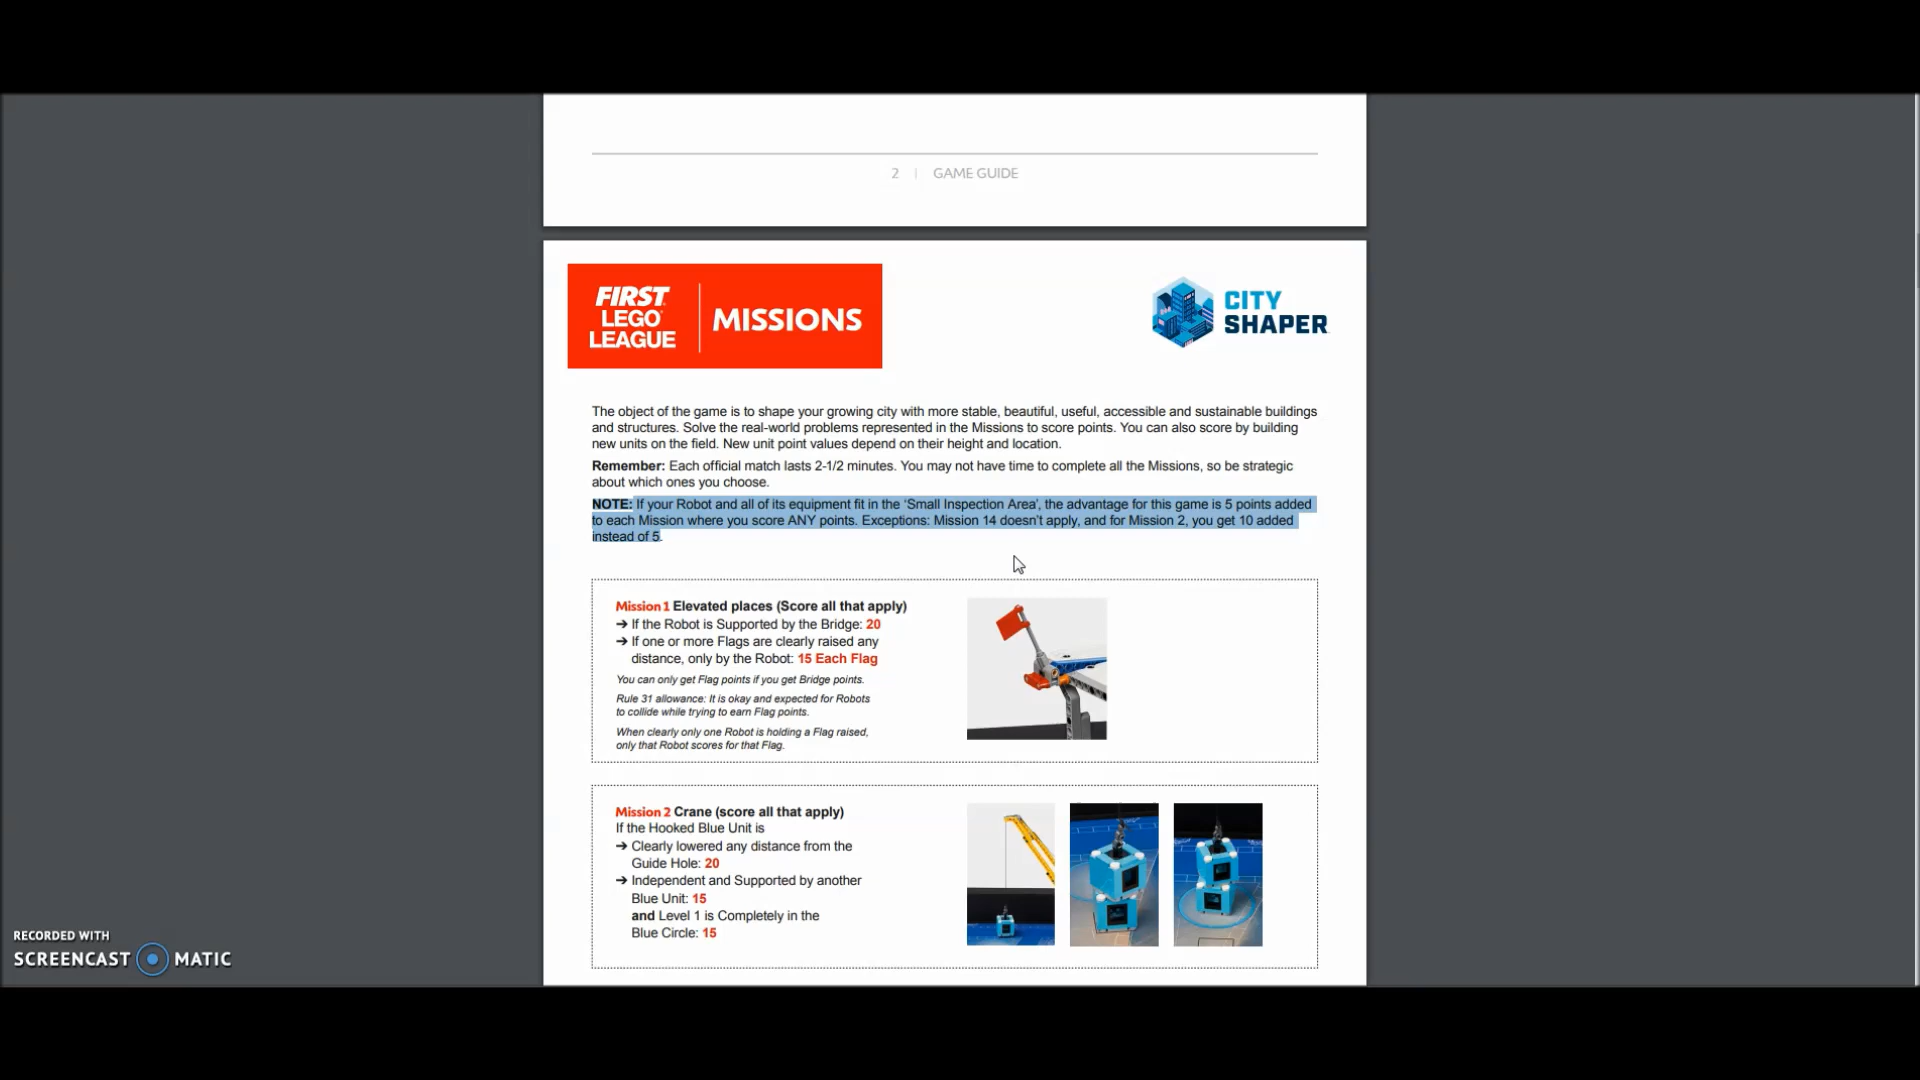 2 | GAME GUIDE
FIRST
LEGO
LEAGUE
MISSIONS
CITY
SHAPER
The object of the game is to shape your growing city with more stable, beautiful, useful, accessible and sustainable buildings
and structures. Solve the real-world problems represented in the Missions to score points. You can also score by building
new units on the field. New unit point values depend on their height and location.
Remember: Each official match lasts 2-1/2 minutes. You may not have time to complete all the Missions, so be strategic
about which ones you choose.
NOTE: If your Robot and all of its equipment fit in the ‘Small Inspection Area’, the advantage for this game is 5 points added
to each Mission where you score ANY points. Exceptions: Mission 14 doesn’t apply, and for Mission 2, you get 10 added
instead of 5.
Mission 1 Elevated places (Score all that apply)
➔ If the Robot is Supported by the Bridge: 20
➔ If one or more Flags are clearly raised any
distance, only by the Robot: 15 Each Flag
You can only get Flag points if you get Bridge points.
Rule 31 allowance: It is okay and expected for Robots
to collide while trying to earn Flag points.
When clearly only one Robot is holding a Flag raised,
only that Robot scores for that Flag.
Mission 2 Crane (score all that apply)
If the Hooked Blue Unit is
➔ Clearly lowered any distance from the
Guide Hole: 20
➔ Independent and Supported by another
Blue Unit: 15
and Level 1 is Completely in the
Blue Circle: 15
RECORDED WITH
SCREENCAST MATIC